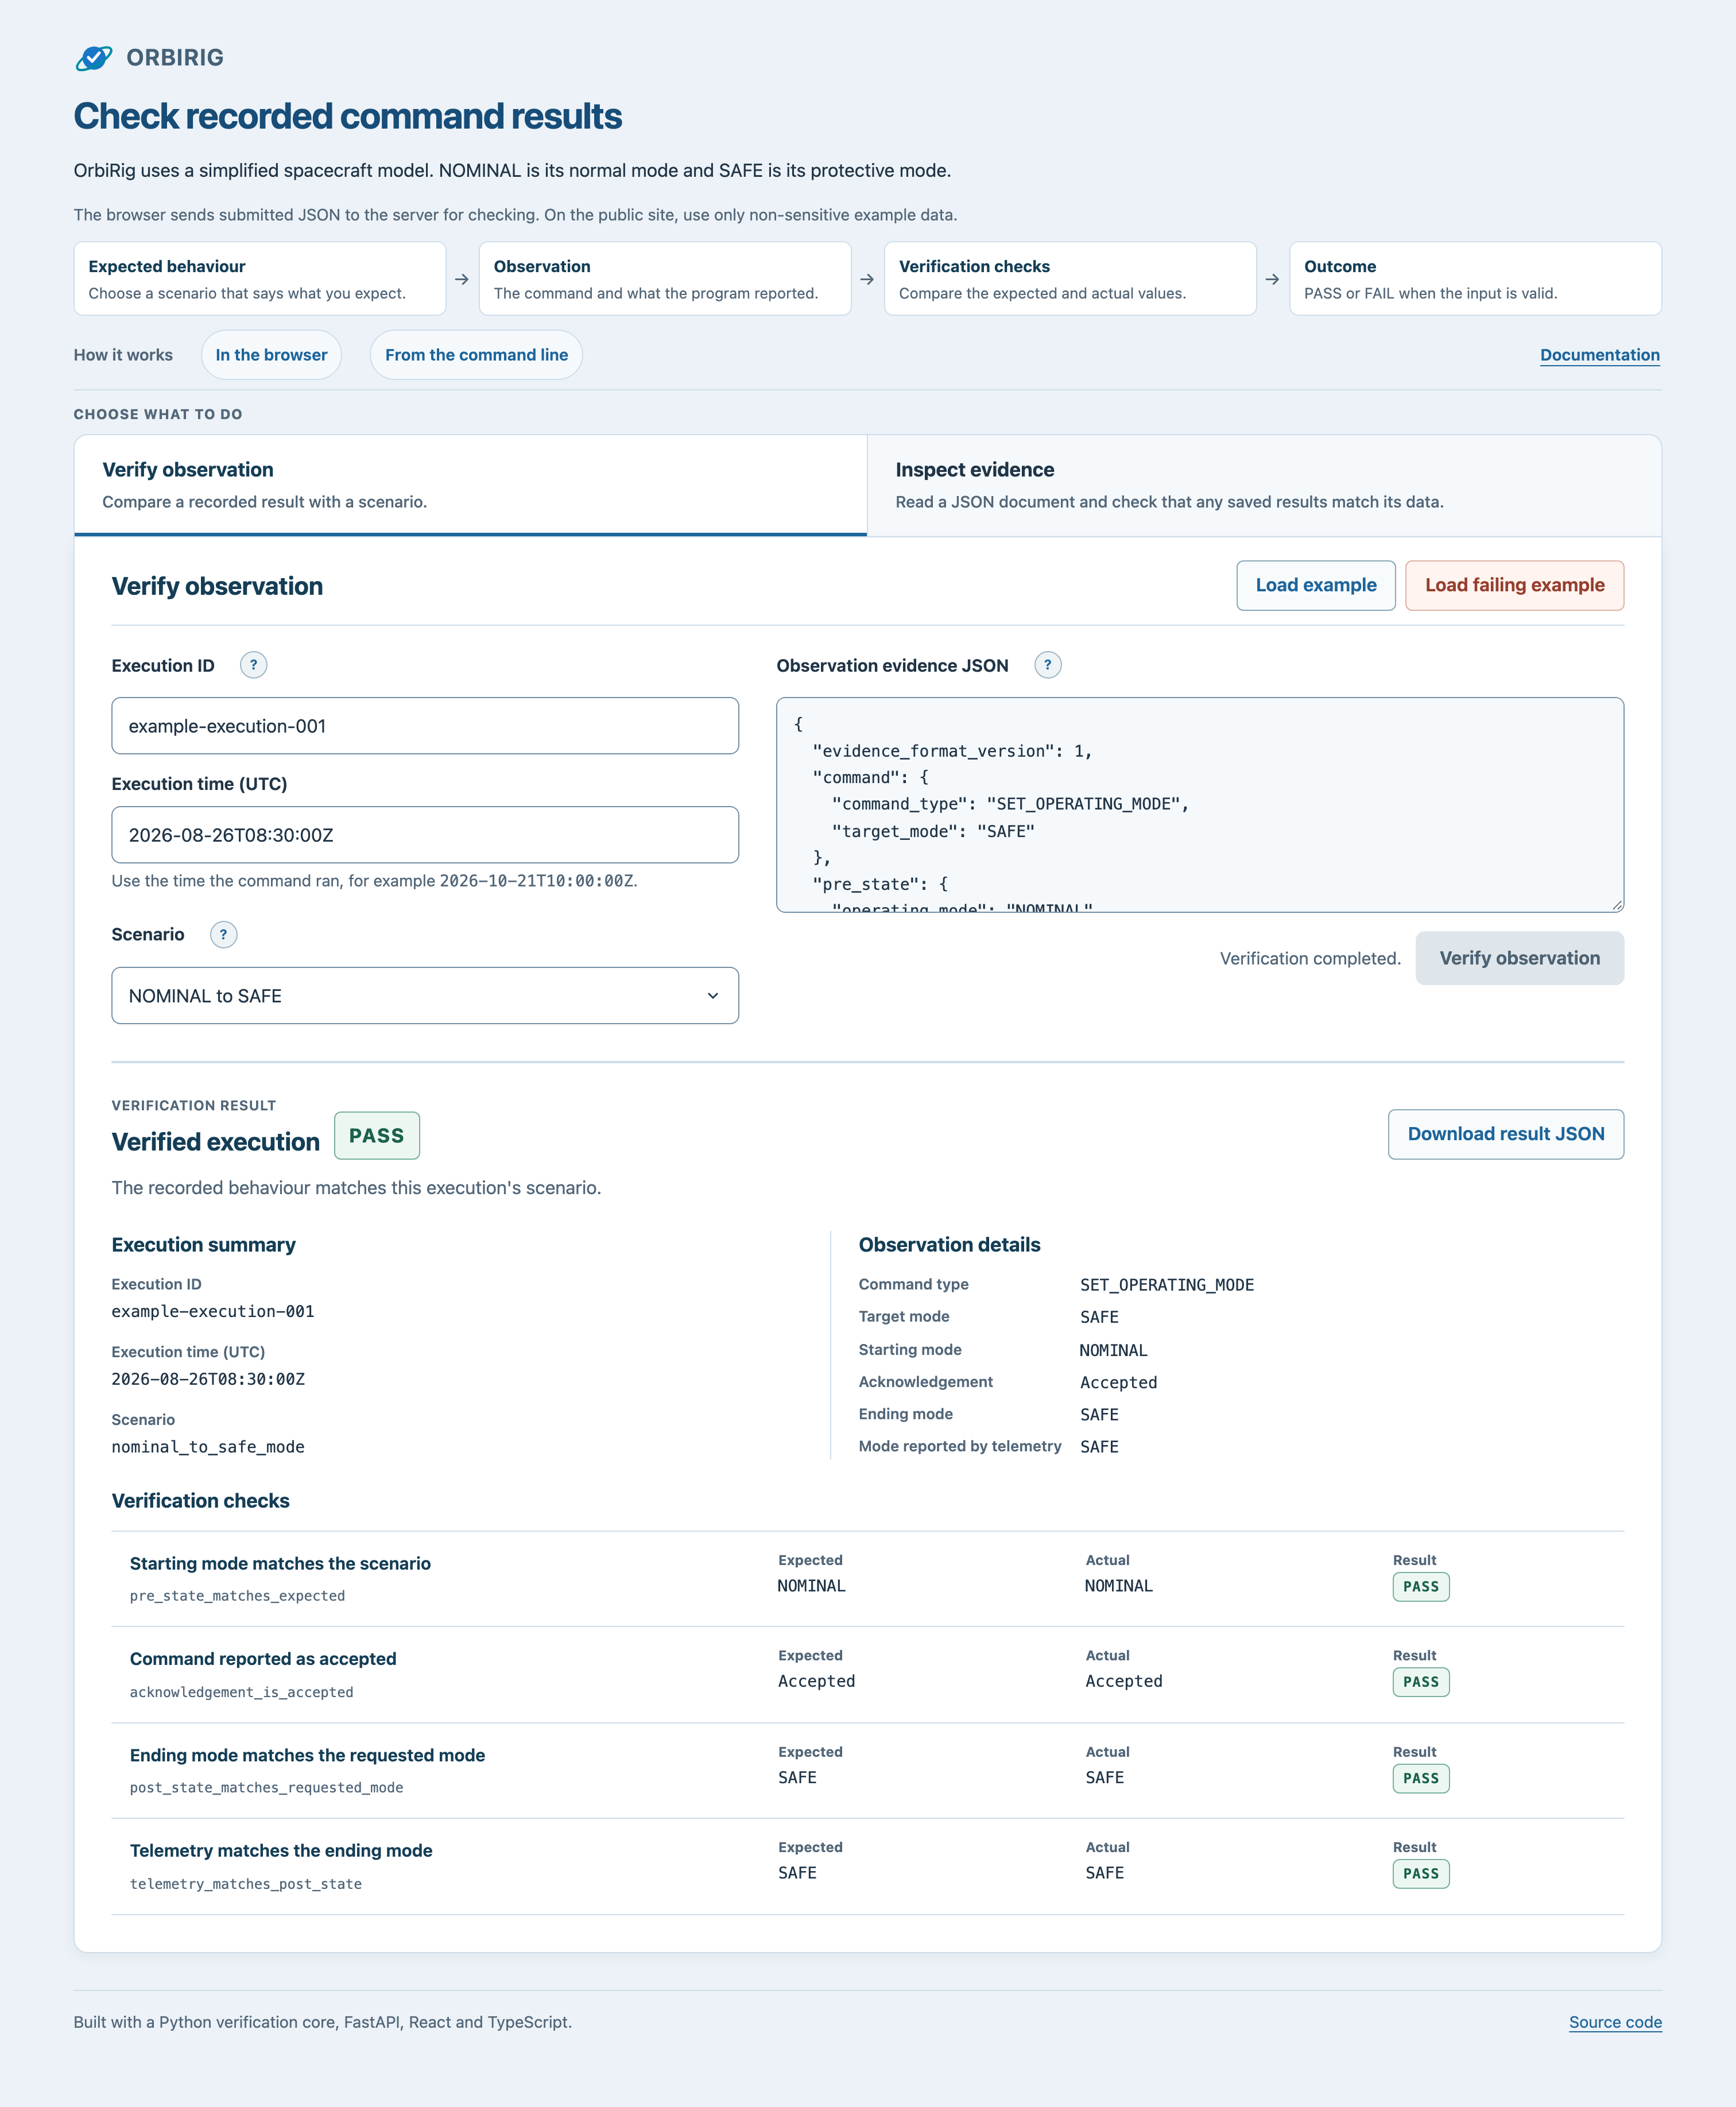 ORBIRIG
Check recorded command results
OrbiRig uses a simplified spacecraft model. NOMINAL is its normal mode and SAFE is its protective mode.
The browser sends submitted JSON to the server for checking. On the public site, use only non-sensitive example data.
Expected behaviour
Choose a scenario that says what you expect.
→
Observation
The command and what the program reported.
→
Verification checks
Compare the expected and actual values.
→
Outcome
PASS or FAIL when the input is valid.
How it works
In the browser
From the command line
Documentation
CHOOSE WHAT TO DO
Verify observation
Compare a recorded result with a scenario.
Inspect evidence
Read a JSON document and check that any saved results match its data.
Verify observation
Load example
Load failing example
Execution ID
?
example-execution-001
Execution time (UTC)
2026-08-26T08:30:00Z
Use the time the command ran, for example 2026-10-21T10:00:00Z.
Scenario
?
NOMINAL to SAFE
Observation evidence JSON
?
{
"evidence_format_version": 1,
"command": {
"command_type": "SET_OPERATING_MODE",
"target_mode": "SAFE"
},
"pre_state": {
"operating_mode": "NOMINAL"
Verification completed.
Verify observation
VERIFICATION RESULT
Verified execution
PASS
Download result JSON
The recorded behaviour matches this execution's scenario.
Execution summary
Execution ID
example-execution-001
Execution time (UTC)
2026-08-26T08:30:00Z
Scenario
nominal_to_safe_mode
Observation details
Command type SET_OPERATING_MODE
Target mode SAFE
Starting mode NOMINAL
Acknowledgement Accepted
Ending mode SAFE
Mode reported by telemetry SAFE
Verification checks
Starting mode matches the scenario
pre_state_matches_expected
Expected
NOMINAL
Actual
NOMINAL
Result
PASS
Command reported as accepted
acknowledgement_is_accepted
Expected
Accepted
Actual
Accepted
Result
PASS
Ending mode matches the requested mode
post_state_matches_requested_mode
Expected
SAFE
Actual
SAFE
Result
PASS
Telemetry matches the ending mode
telemetry_matches_post_state
Expected
SAFE
Actual
SAFE
Result
PASS
Built with a Python verification core, FastAPI, React and TypeScript.
Source code